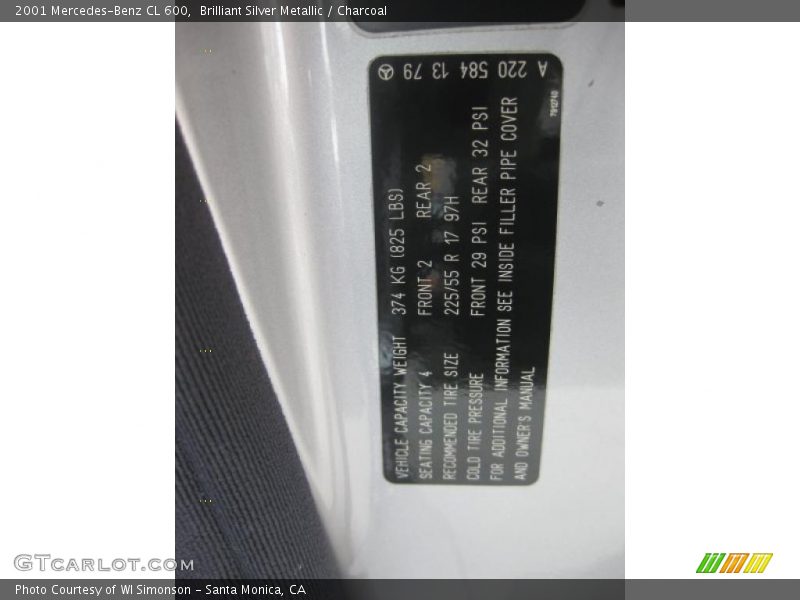 2001 Mercedes-Benz CL 600, Brilliant Silver Metallic / Charcoal
A 220 584 13 79
7912740
VEHICLE CAPACITY WEIGHT 374 KG (825 LBS)
SEATING CAPACITY 4 FRONT 2 REAR 2
RECOMMENDED TIRE SIZE 225/55 R 17 97H
COLD TIRE PRESSURE FRONT 29 PSI REAR 32 PSI
FOR ADDITIONAL INFORMATION SEE INSIDE FILLER PIPE COVER
AND OWNER'S MANUAL
GTcarlot.com
Photo Courtesy of WI Simonson - Santa Monica, CA